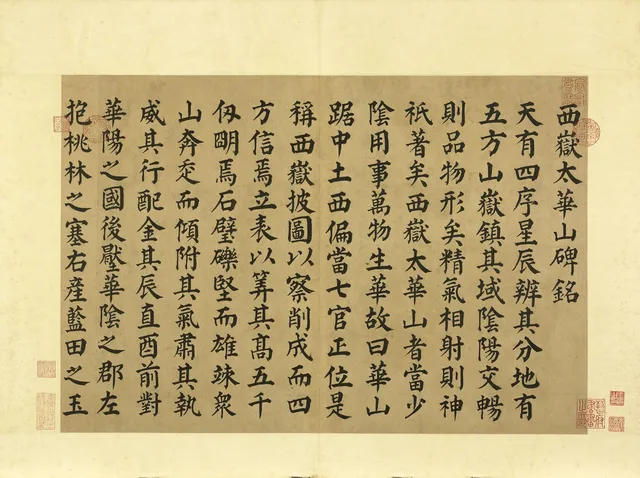 西嶽太華山碑銘
天有四序星辰辨其分地有
五方山嶽鎮其域陰陽交暢
則品物形矣精氣相射則神
祇著矣西嶽太華山者當少
陰用事萬物生華故曰華山
踞中土西偏當七官正位是
稱西嶽披圖以察削成而四
方信焉立表以筭其高五千
仭眀焉石璧礫堅而雄竦衆
山奔走而傾附其氣肅其執
威其行配金其辰直酉前對
華陽之國後壓華陰之郡左
抱桃林之塞右産藍田之玉